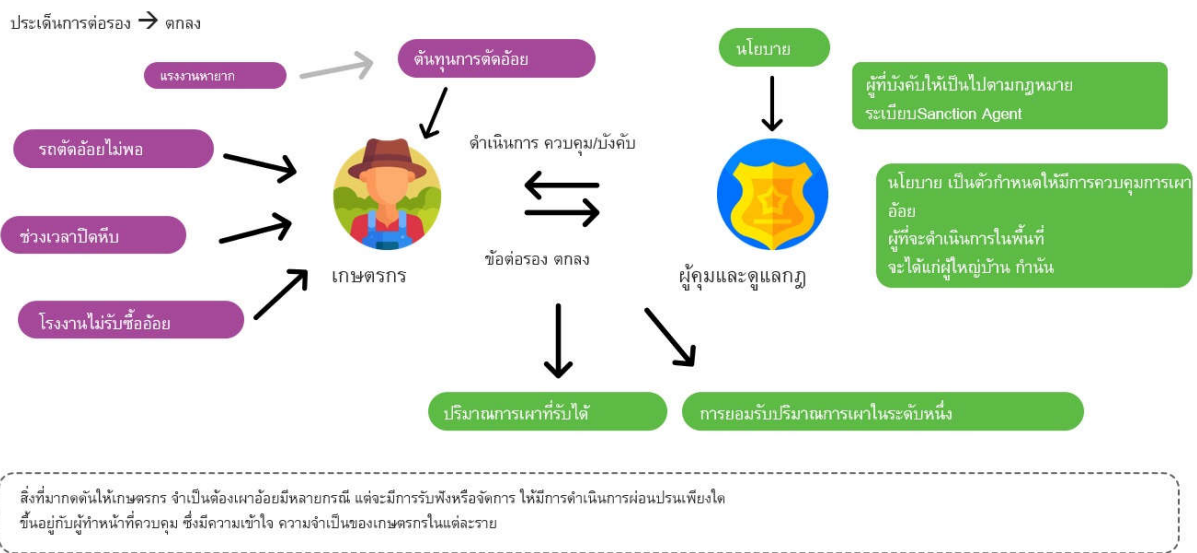 ประเด็นการต่อรอง → ตกลง
แรงงานหายาก
ต้นทุนการตัดอ้อย
นโยบาย
ผู้ที่บังคับให้เป็นไปตามกฎหมาย
ระเบียบSanction Agent
รถตัดอ้อยไม่พอ
ดำเนินการ ควบคุม/บังคับ
นโยบาย เป็นตัวกำหนดให้มีการควบคุมการเผา
อ้อย
ผู้ที่จะดำเนินการในพื้นที่
จะได้แก่ผู้ใหญ่บ้าน กำนัน
ช่วงเวลาปิดหีบ
ข้อต่อรอง ตกลง
เกษตรกร
ผู้คุมและดูแลกฎ
โรงงานไม่รับซื้ออ้อย
ปริมาณการเผาที่รับได้
การยอมรับปริมาณการเผาในระดับหนึ่ง
สิ่งที่มากดดันให้เกษตรกร จำเป็นต้องเผาอ้อยมีหลายกรณี แต่จะมีการรับฟังหรือจัดการ ให้มีการดำเนินการผ่อนปรนเพียงใด
ขึ้นอยู่กับผู้ทำหน้าที่ควบคุม ซึ่งมีความเข้าใจ ความจำเป็นของเกษตรกรในแต่ละราย